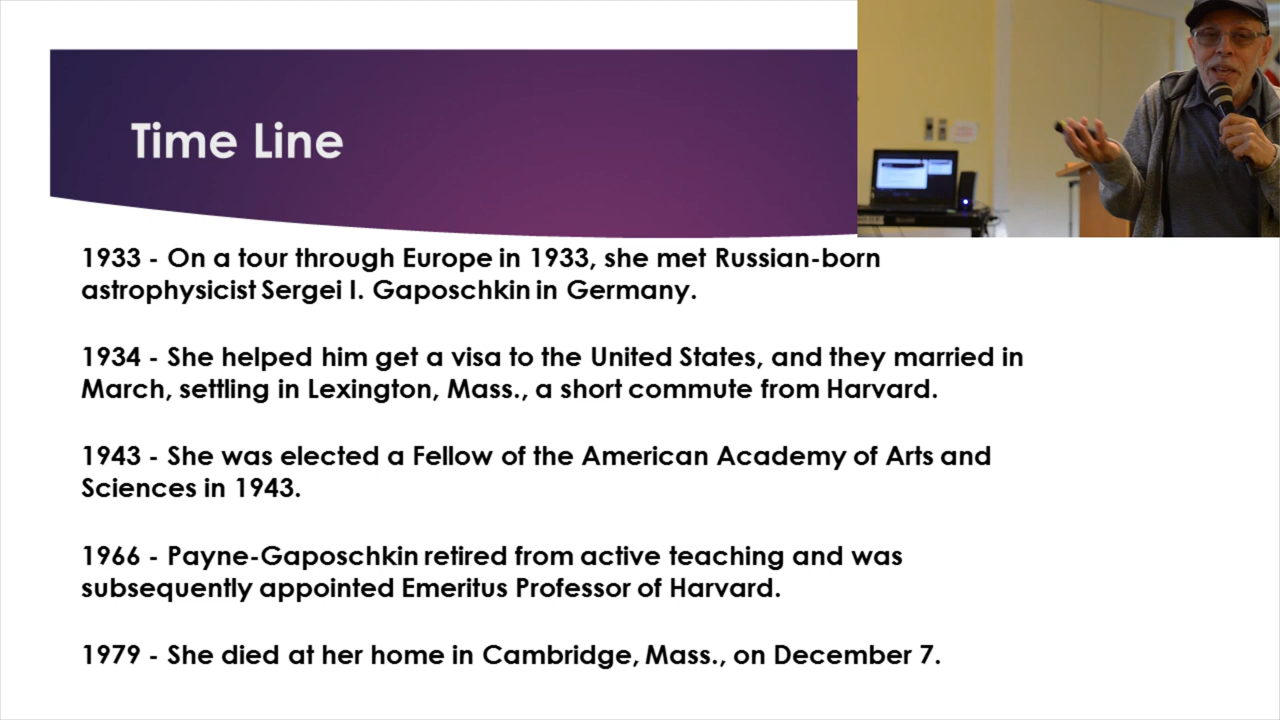 Time Line
1933 - On a tour through Europe in 1933, she met Russian-born
astrophysicist Sergei I. Gaposchkin in Germany.
1934 - She helped him get a visa to the United States, and they married in
March, settling in Lexington, Mass., a short commute from Harvard.
1943 - She was elected a Fellow of the American Academy of Arts and
Sciences in 1943.
1966 - Payne-Gaposchkin retired from active teaching and was
subsequently appointed Emeritus Professor of Harvard.
1979 - She died at her home in Cambridge, Mass., on December 7.